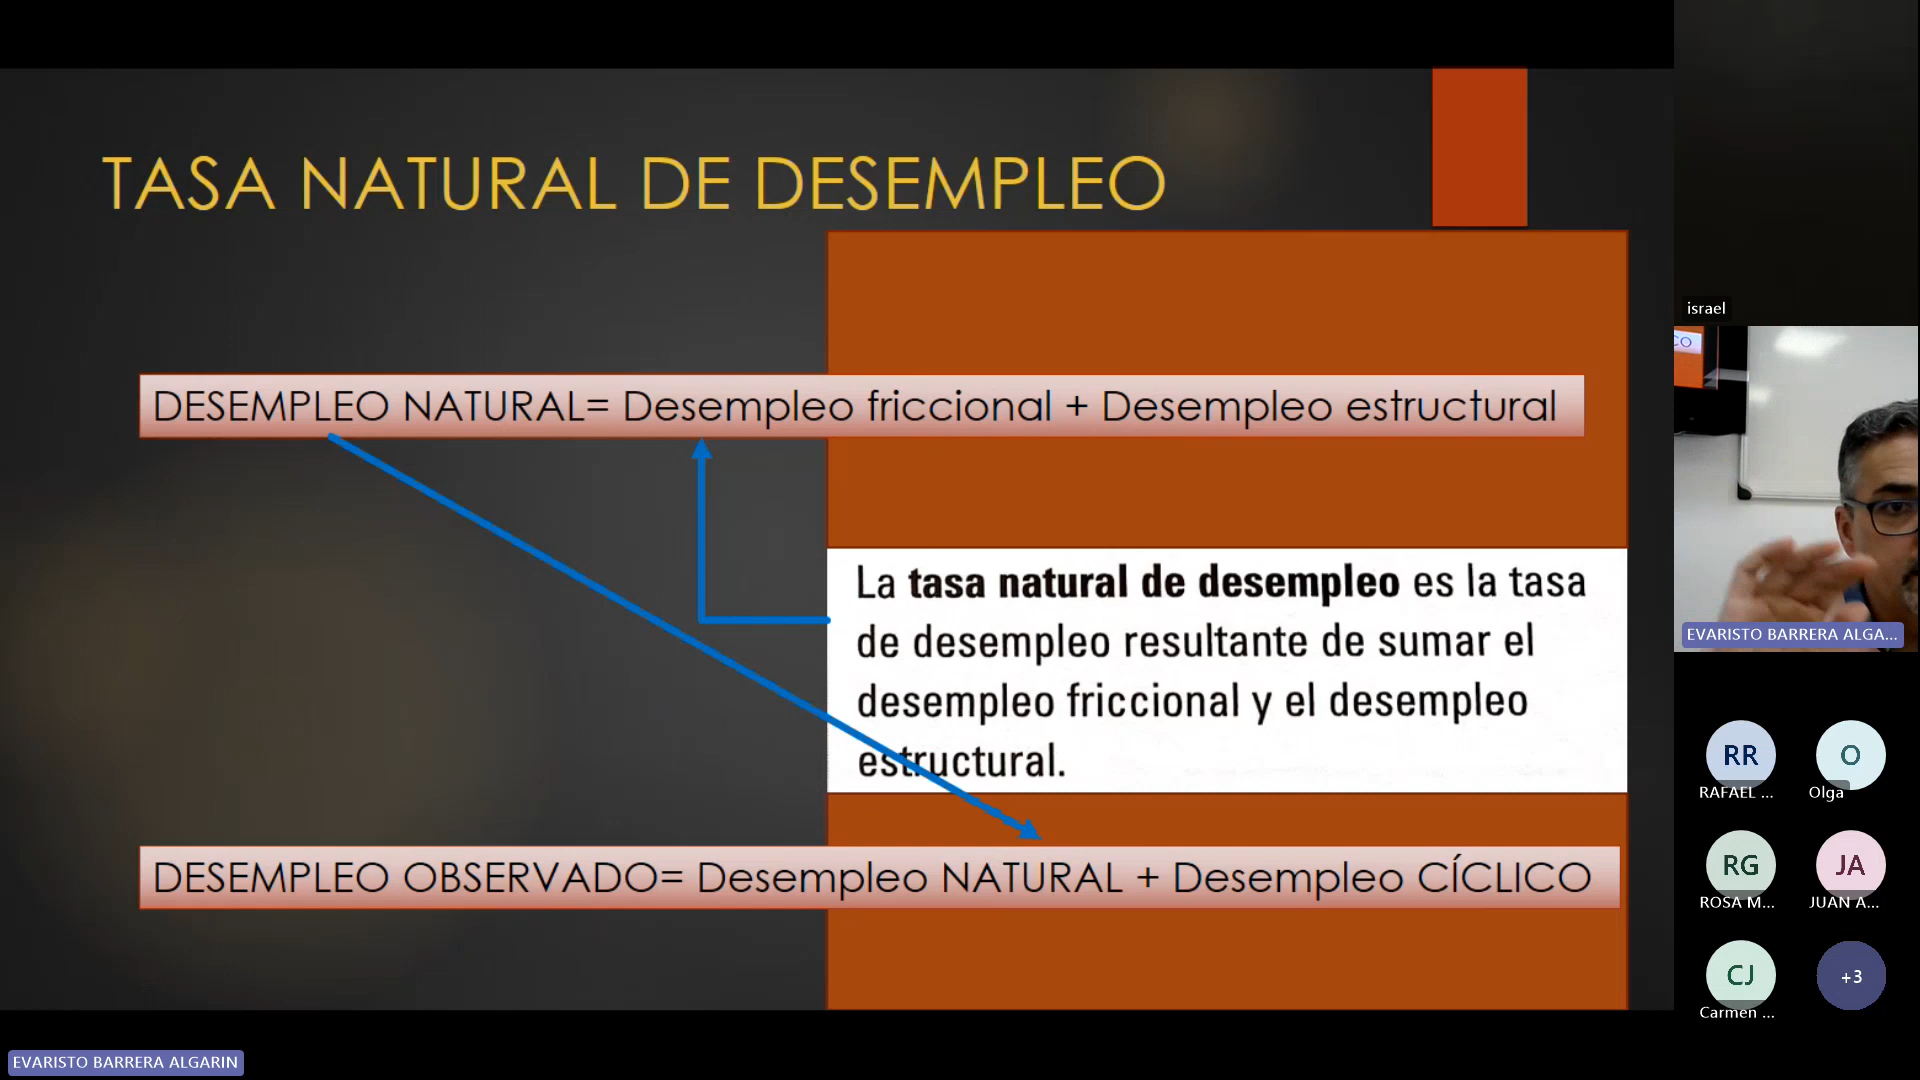 TASA NATURAL DE DESEMPLEO
DESEMPLEO NATURAL= Desempleo friccional + Desempleo estructural
La tasa natural de desempleo es la tasa
de desempleo resultante de sumar el
desempleo friccional y el desempleo
estructural.
DESEMPLEO OBSERVADO= Desempleo NATURAL + Desempleo CÍCLICO
israel
CO
EVARISTO BARRERA ALGA...
RR
RAFAEL ...
O
Olga
RG
ROSA M...
JA
JUAN A...
CJ
Carmen ...
+3
EVARISTO BARRERA ALGARIN